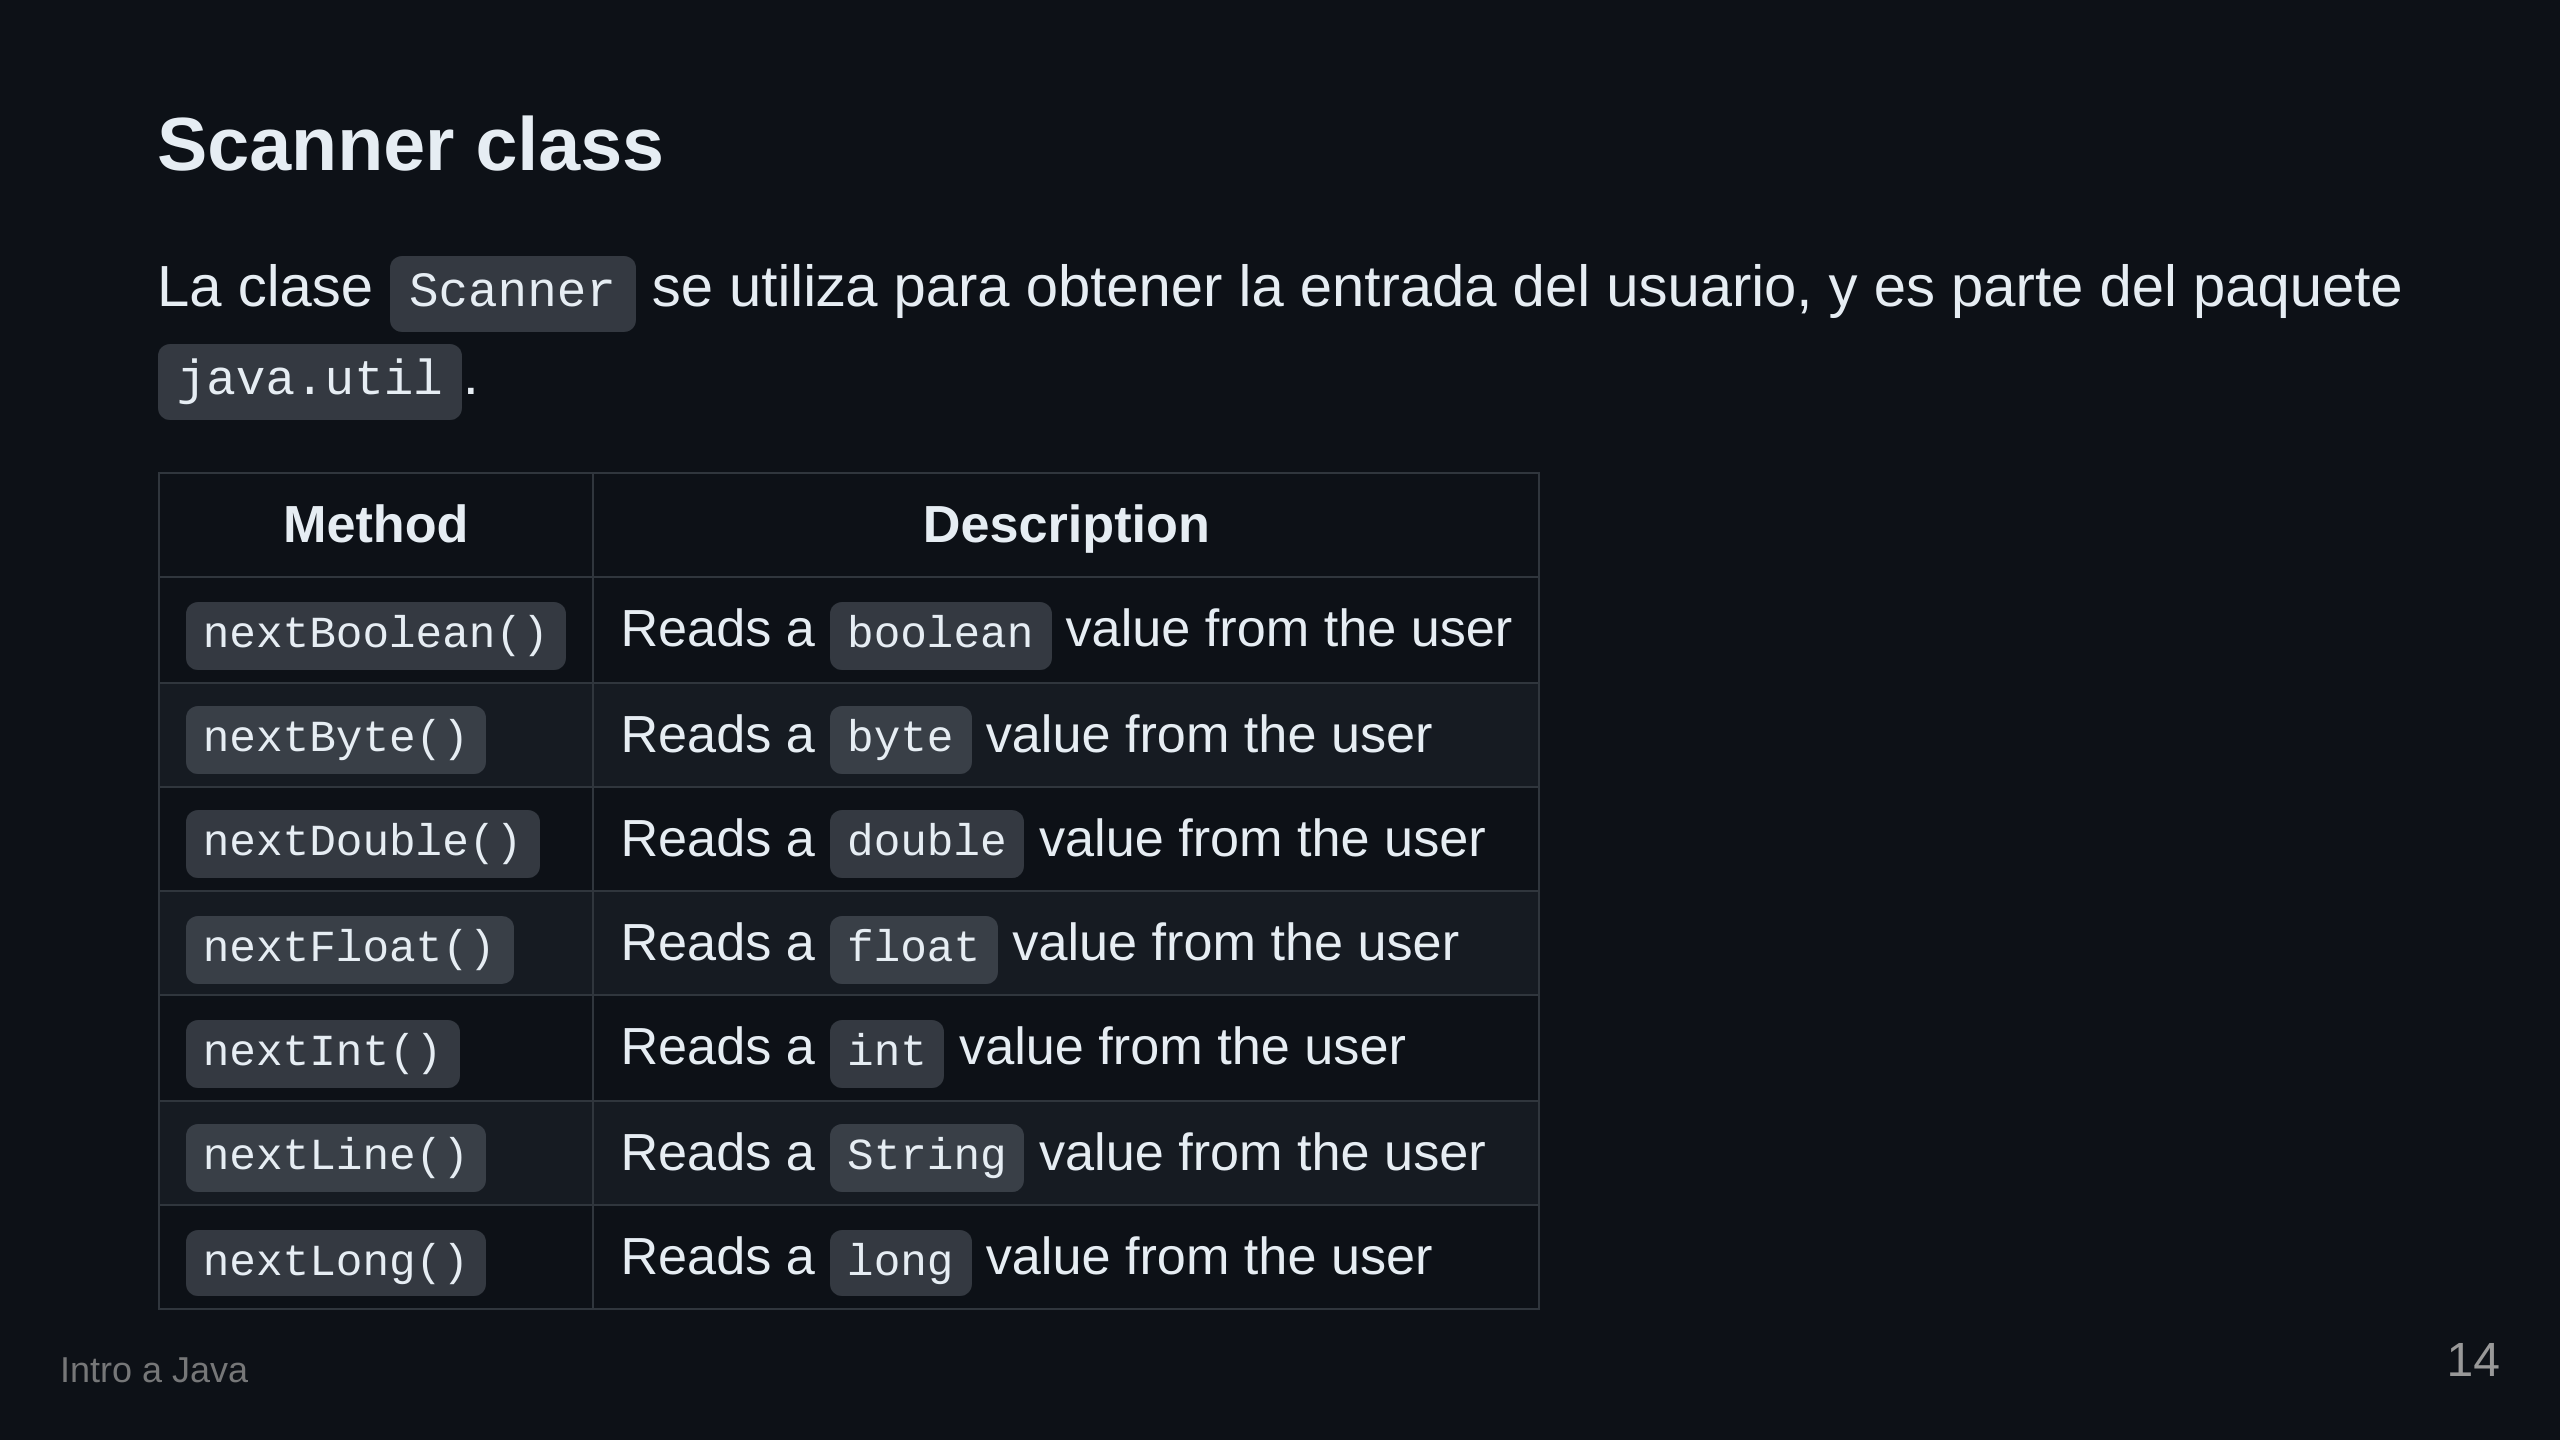 Scanner class
La clase Scanner se utiliza para obtener la entrada del usuario, y es parte del paquete
java.util.
Method Description
nextBoolean() Reads a boolean value from the user
nextByte() Reads a byte value from the user
nextDouble() Reads a double value from the user
nextFloat() Reads a float value from the user
nextInt() Reads a int value from the user
nextLine() Reads a String value from the user
nextLong() Reads a long value from the user
Intro a Java 14